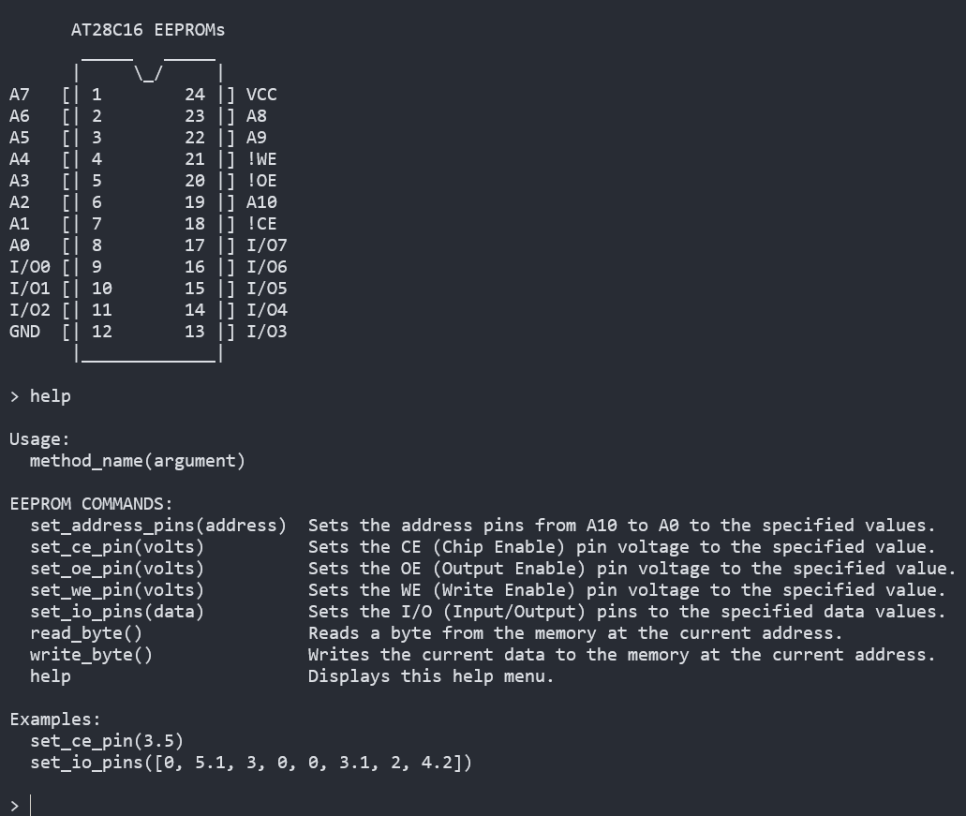 AT28C16 EEPROMs
_____   _____
|     \_/     |
A7   [| 1        24 |] VCC
A6   [| 2        23 |] A8
A5   [| 3        22 |] A9
A4   [| 4        21 |] !WE
A3   [| 5        20 |] !OE
A2   [| 6        19 |] A10
A1   [| 7        18 |] !CE
A0   [| 8        17 |] I/O7
I/O0 [| 9        16 |] I/O6
I/O1 [| 10       15 |] I/O5
I/O2 [| 11       14 |] I/O4
GND  [| 12       13 |] I/O3
|_____________|
> help
Usage:
method_name(argument)
EEPROM COMMANDS:
set_address_pins(address)  Sets the address pins from A10 to A0 to the specified values.
set_ce_pin(volts)          Sets the CE (Chip Enable) pin voltage to the specified value.
set_oe_pin(volts)          Sets the OE (Output Enable) pin voltage to the specified value.
set_we_pin(volts)          Sets the WE (Write Enable) pin voltage to the specified value.
set_io_pins(data)          Sets the I/O (Input/Output) pins to the specified data values.
read_byte()                Reads a byte from the memory at the current address.
write_byte()               Writes the current data to the memory at the current address.
help                       Displays this help menu.
Examples:
set_ce_pin(3.5)
set_io_pins([0, 5.1, 3, 0, 0, 3.1, 2, 4.2])
>